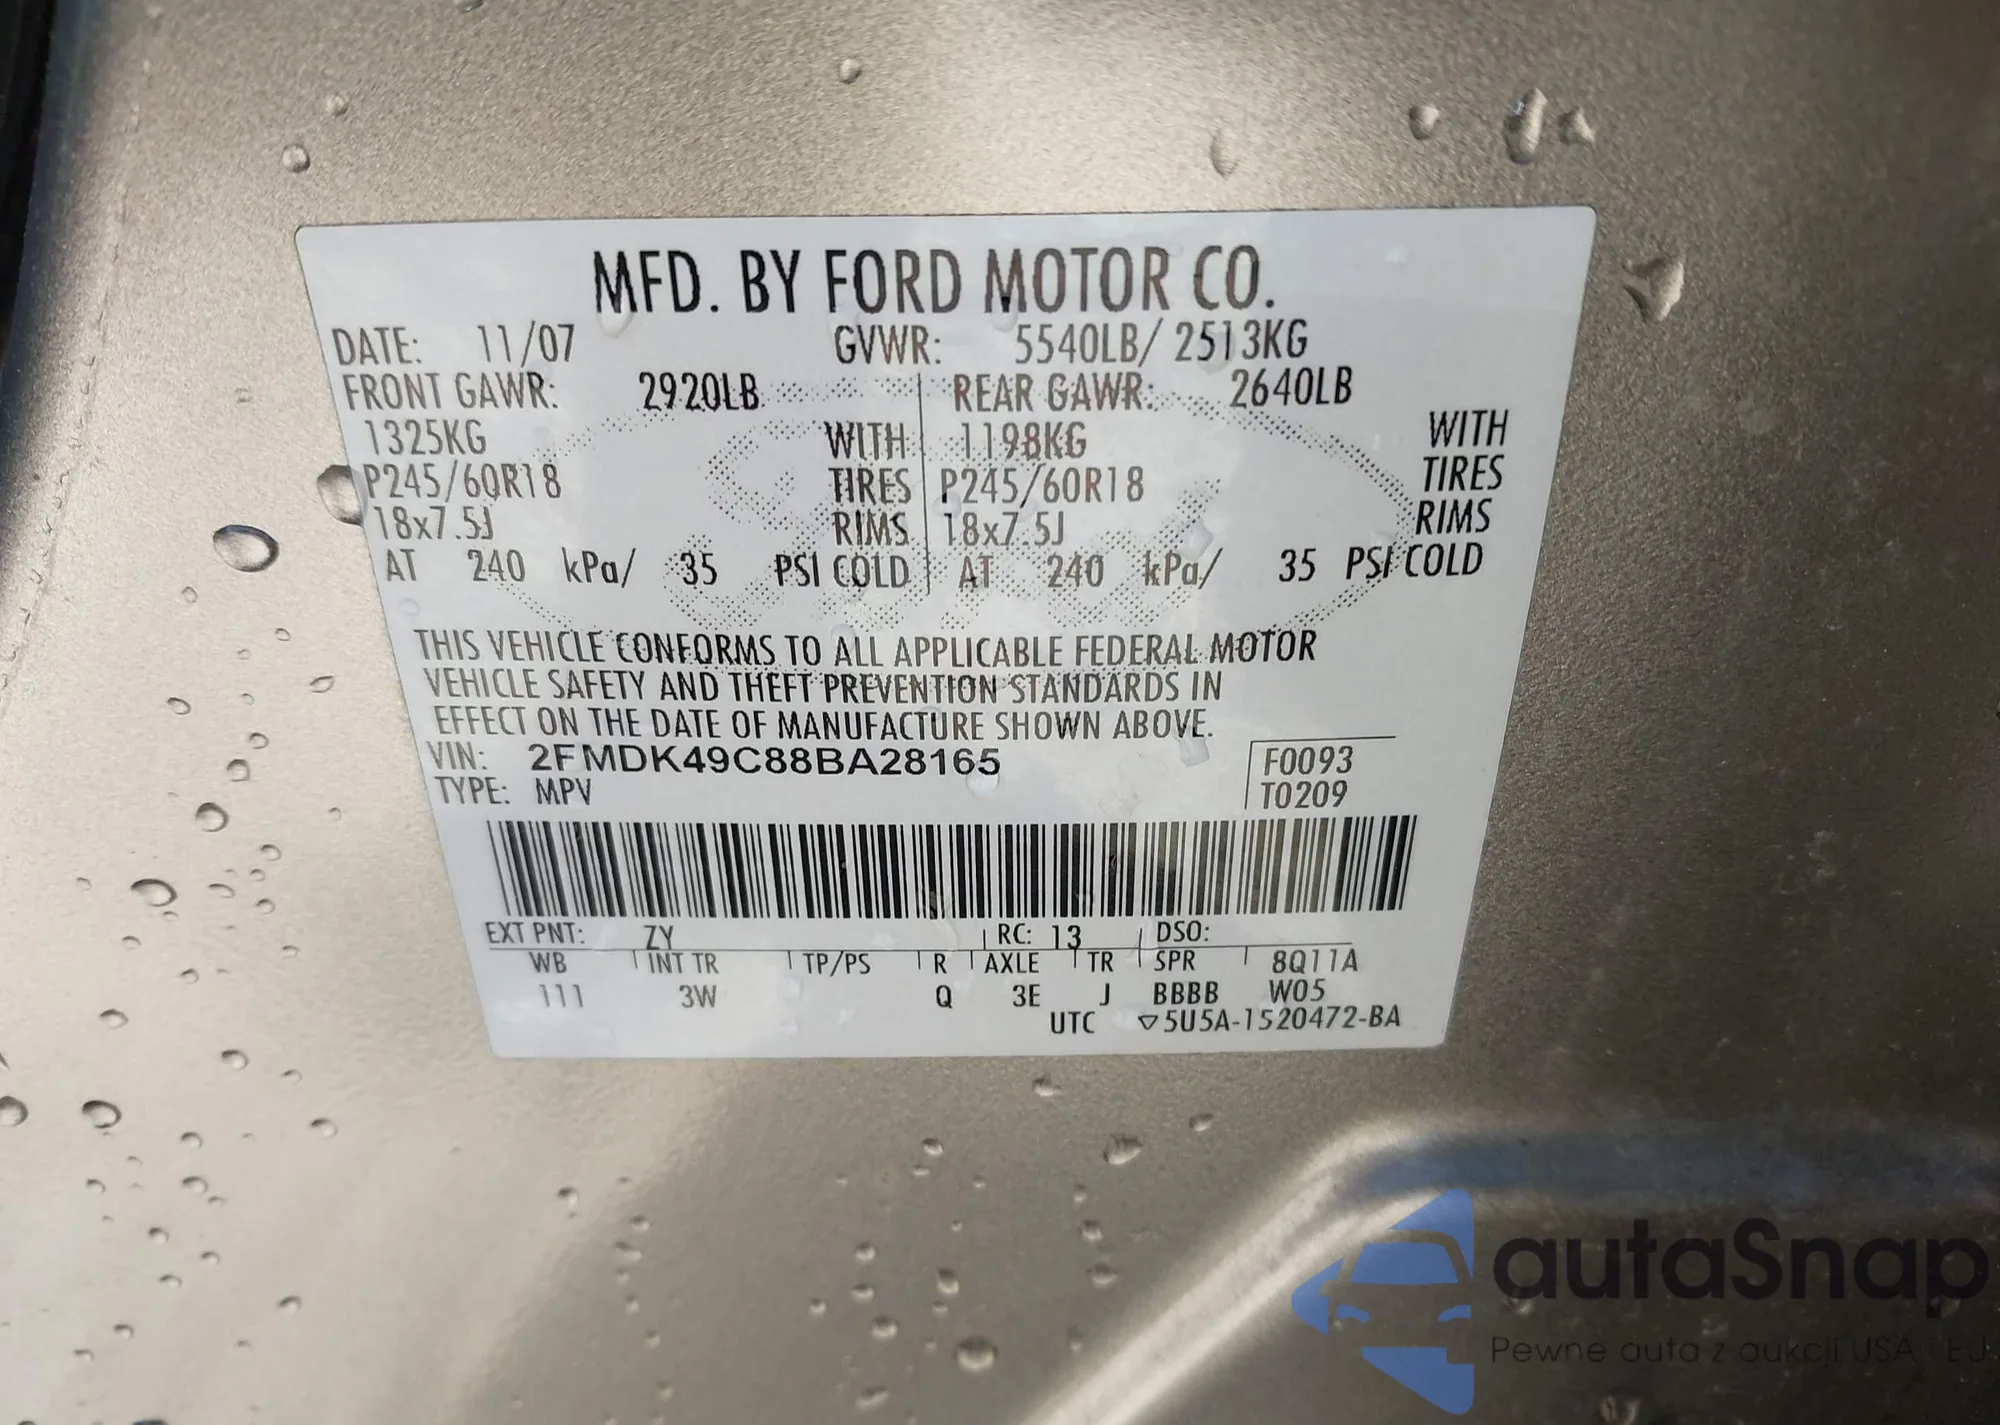 MFD. BY FORD MOTOR CO.
DATE: 11/07 GVWR: 5540LB/ 2513KG
FRONT GAWR: 2920LB REAR GAWR: 2640LB
1325KG WITH 1198KG WITH
P245/60R18 TIRES P245/60R18 TIRES
18x7.5J RIMS 18x7.5J RIMS
AT 240 kPa/ 35 PSI COLD AT 240 kPa/ 35 PSI COLD
THIS VEHICLE CONFORMS TO ALL APPLICABLE FEDERAL MOTOR
VEHICLE SAFETY AND THEFT PREVENTION STANDARDS IN
EFFECT ON THE DATE OF MANUFACTURE SHOWN ABOVE.
VIN: 2FMDK49C88BA28165 F0093
TYPE: MPV T0209
EXT PNT: ZY RC: 13 DSO:
WB INT TR TP/PS R AXLE TR SPR 8Q11A
111 3W Q 3E J BBBB W05
UTC ▽5U5A-1520472-BA
autaSnap
Pewne auta z aukcji USA i EU